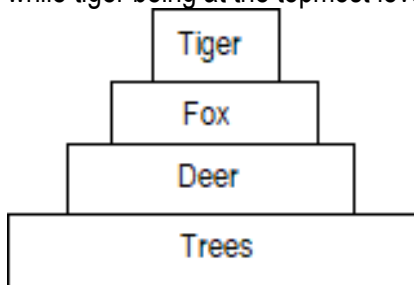 while tiger being at the topmost
Tiger
Fox
Deer
Trees